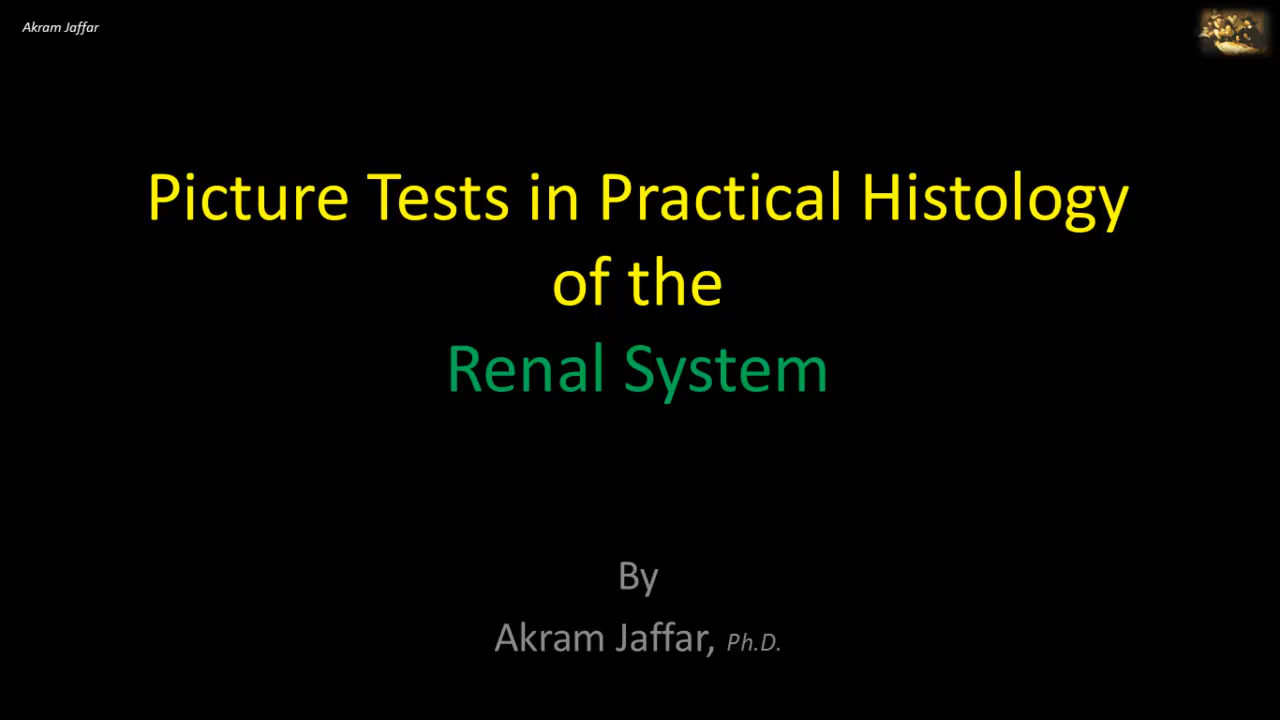 Akram Jaffar
Picture Tests in Practical Histology
of the
Renal System
By
Akram Jaffar, Ph.D.